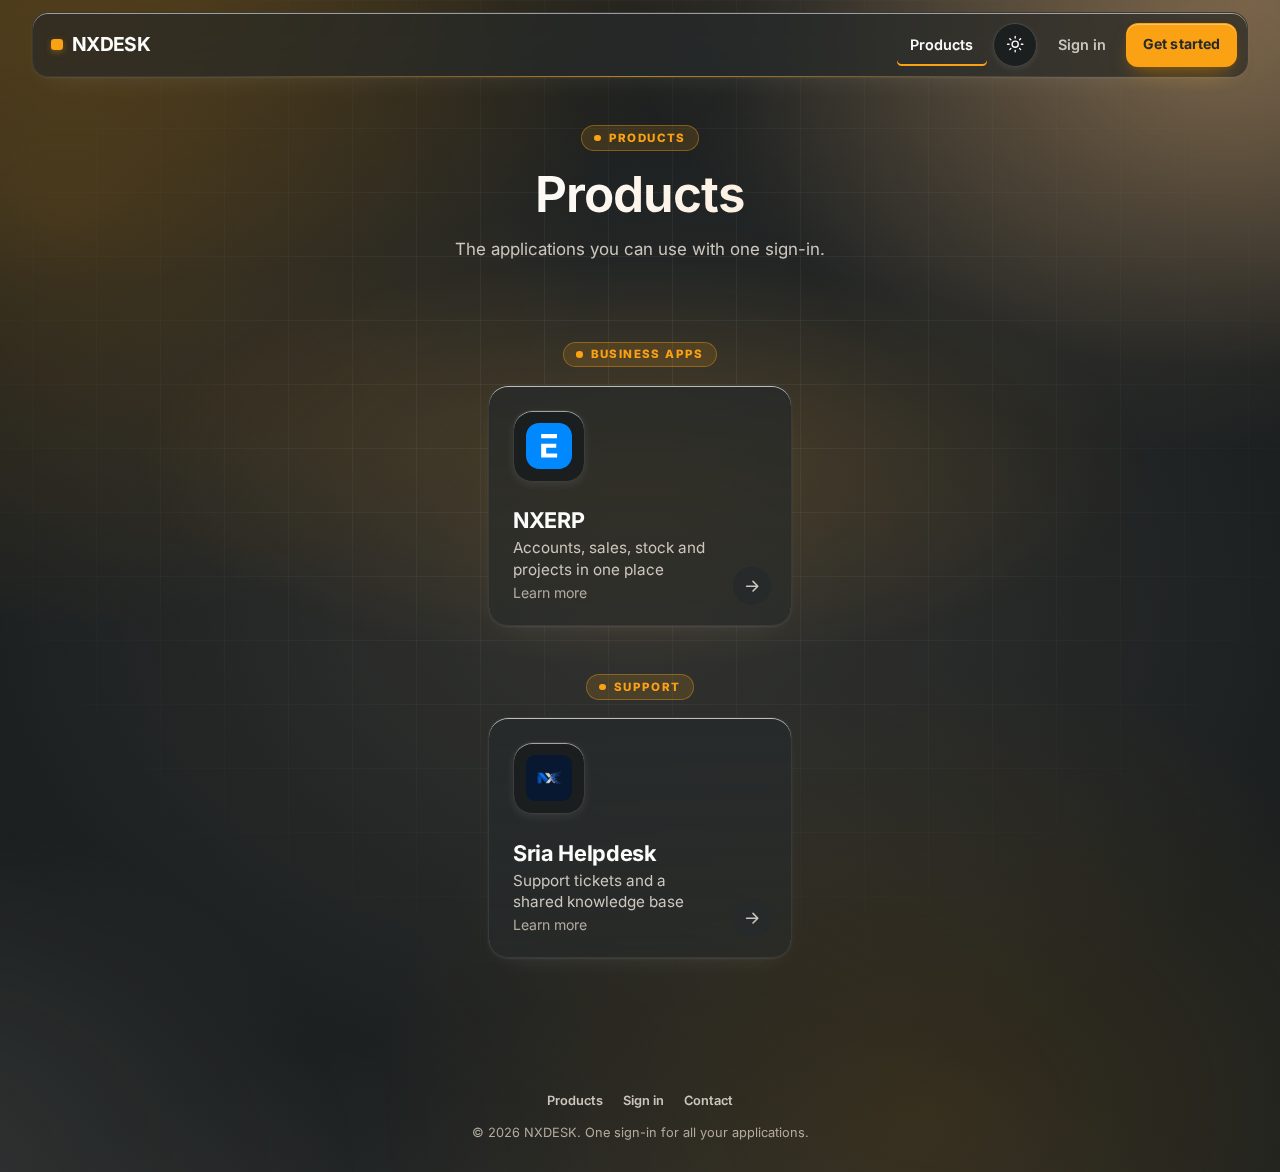 NXDESK
Products
Sign in
Get started
PRODUCTS
Products
The applications you can use with one sign-in.
BUSINESS APPS
E
NXERP
Accounts, sales, stock and
projects in one place
Learn more
SUPPORT
NX
Sria Helpdesk
Support tickets and a
shared knowledge base
Learn more
Products Sign in Contact
© 2026 NXDESK. One sign-in for all your applications.